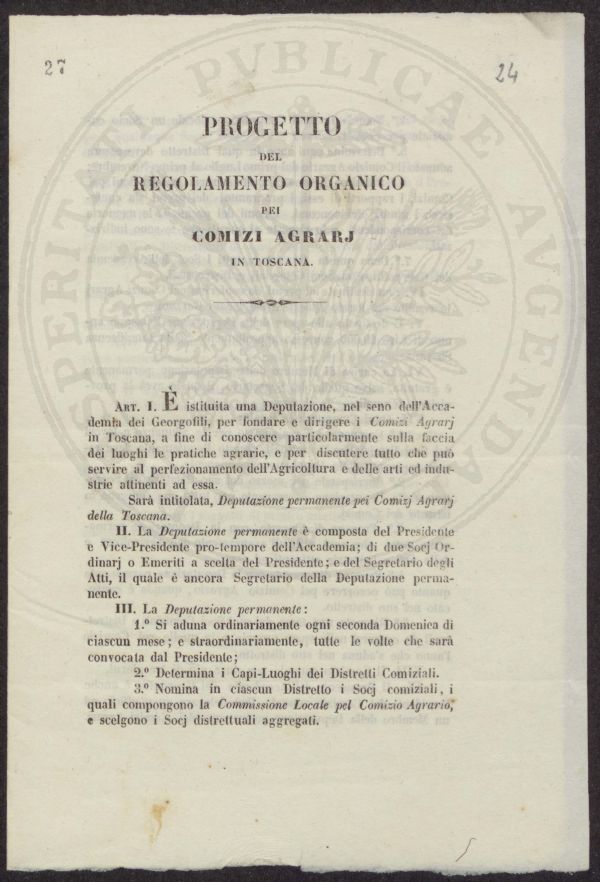 27
24
PROGETTO
DEL
REGOLAMENTO ORGANICO
PEI
COMIZI AGRARJ
IN TOSCANA.
ART. I. È istituita una Deputazione, nel seno dell'Acca-
demia dei Georgofili, per fondare e dirigere i Comizi Agrarj
in Toscana, a fine di conoscere particolarmente sulla faccia
dei luoghi le pratiche agrarie, e per discutere tutto che può
servire al perfezionamento dell'Agricoltura e delle arti ed indu-
strie attinenti ad essa.
Sarà intitolata, Deputazione permanente pei Comizj Agrarj
della Toscana.
II. La Deputazione permanente è composta del Presidente
e Vice-Presidente pro-tempore dell'Accademia; di due Socj Or-
dinarj o Emeriti a scelta del Presidente; e del Segretario degli
Atti, il quale è ancora Segretario della Deputazione perma-
nente.
III. La Deputazione permanente:
1.º Si aduna ordinariamente ogni seconda Domenica di
ciascun mese; e straordinariamente, tutte le volte che sarà
convocata dal Presidente;
2.º Determina i Capi-Luoghi dei Distretti Comiziali.
3.º Nomina in ciascun Distretto i Socj comiziali, i
quali compongono la Commissione Locale pel Comizio Agrario,
e scelgono i Socj distrettuali aggregati.
PROSPERITATI PVBLICAE AVGENDAE